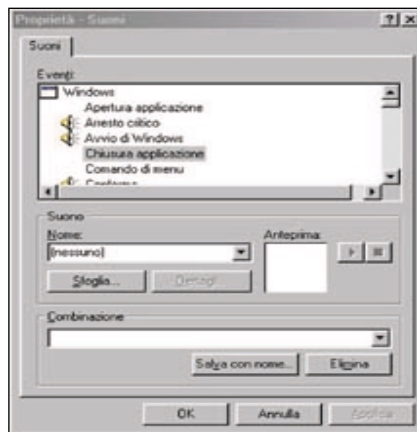 Proprietà - Suoni
Suoni
Eventi:
Windows
Apertura applicazione
Arresto critico
Avvio di Windows
Chiusura applicazione
Comando di menu
Conferma
Suono
Nome:
Anteprima:
(nessuno)
Sfoglia...
Dettagli...
Combinazione
Salva con nome...
Elimina
OK
Annulla
Applica